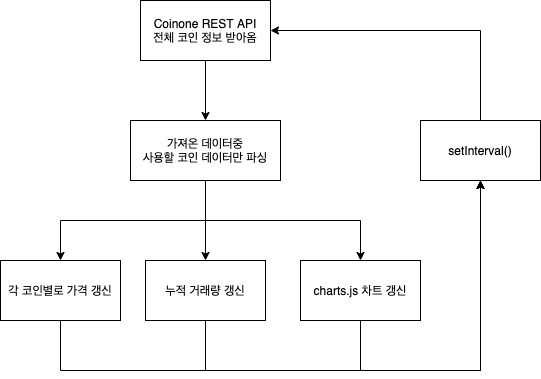 Coinone REST API
전체 코인 정보 받아옴
가져온 데이터중
사용할 코인 데이터만 파싱
setInterval()
각 코인별로 가격 갱신
누적 거래량 갱신
charts.js 차트 갱신